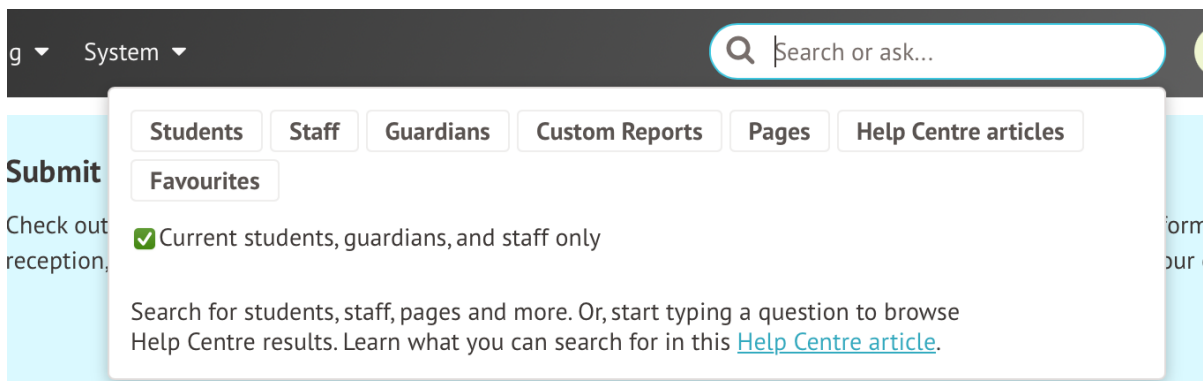 g System Search or ask...
Students Staff Guardians Custom Reports Pages Help Centre articles
Favourites
Submit
Check out
reception,
Current students, guardians, and staff only
form
our
Search for students, staff, pages and more. Or, start typing a question to browse
Help Centre results. Learn what you can search for in this Help Centre article.